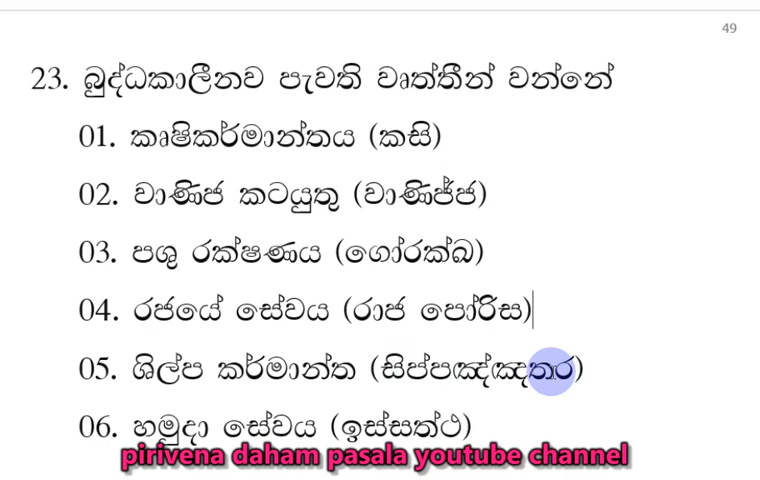 49
23. බුද්ධකාලීනව පැවති වෘත්තීන් වන්නේ
01. කෘෂිකර්මාන්තය (කසි)
02. වාණිජ කටයුතු (වාණිජ්ජ)
03. පශු රක්ෂණය (ගෝරක්ඛ)
04. රජයේ සේවය (රාජ පෝරිස)
05. ශිල්ප කර්මාන්ත (සිප්පඤ්ඤතර)
06. හමුදා සේවය (ඉස්සත්ථ)
pirivena daham pasala youtube channel